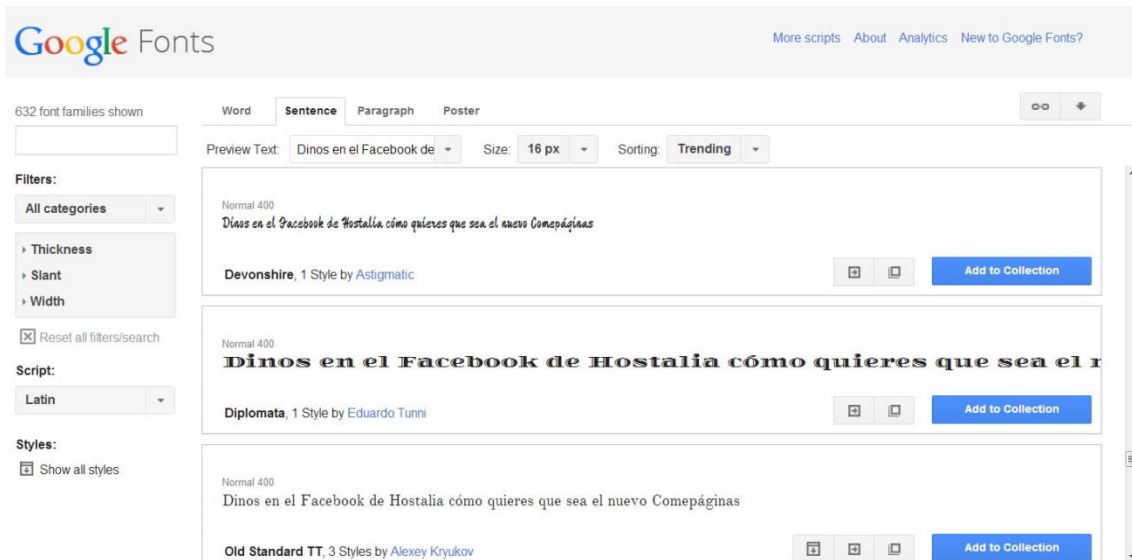 Google Fonts
More scripts About Analytics New to Google Fonts?
632 font families shown
Word Sentence Paragraph Poster
Preview Text: Dinos en el Facebook de Size: 16 px Sorting: Trending
Filters:
All categories
Thickness
Slant
Width
Reset all filters/search
Script:
Latin
Styles:
Show all styles
Normal 400
Dinos en el Facebook de Hostalia cómo quieres que sea el nuevo Comepáginas
Devonshire, 1 Style by Astigmatic
Add to Collection
Normal 400
Dinos en el Facebook de Hostalia cómo quieres que sea el
Diplomata, 1 Style by Eduardo Tunni
Add to Collection
Normal 400
Dinos en el Facebook de Hostalia cómo quieres que sea el nuevo Comepáginas
Old Standard TT, 3 Styles by Alexey Kryukov
Add to Collection